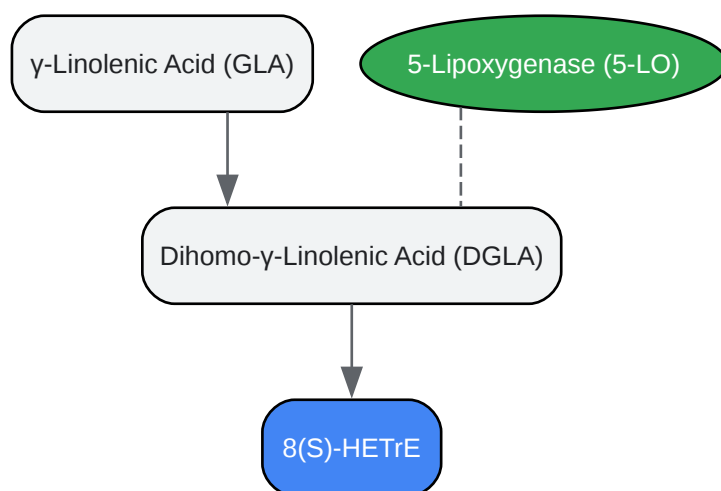 γ-Linolenic Acid (GLA)
5-Lipoxygenase (5-LO)
Dihomo-γ-Linolenic Acid (DGLA)
8(S)-HETrE